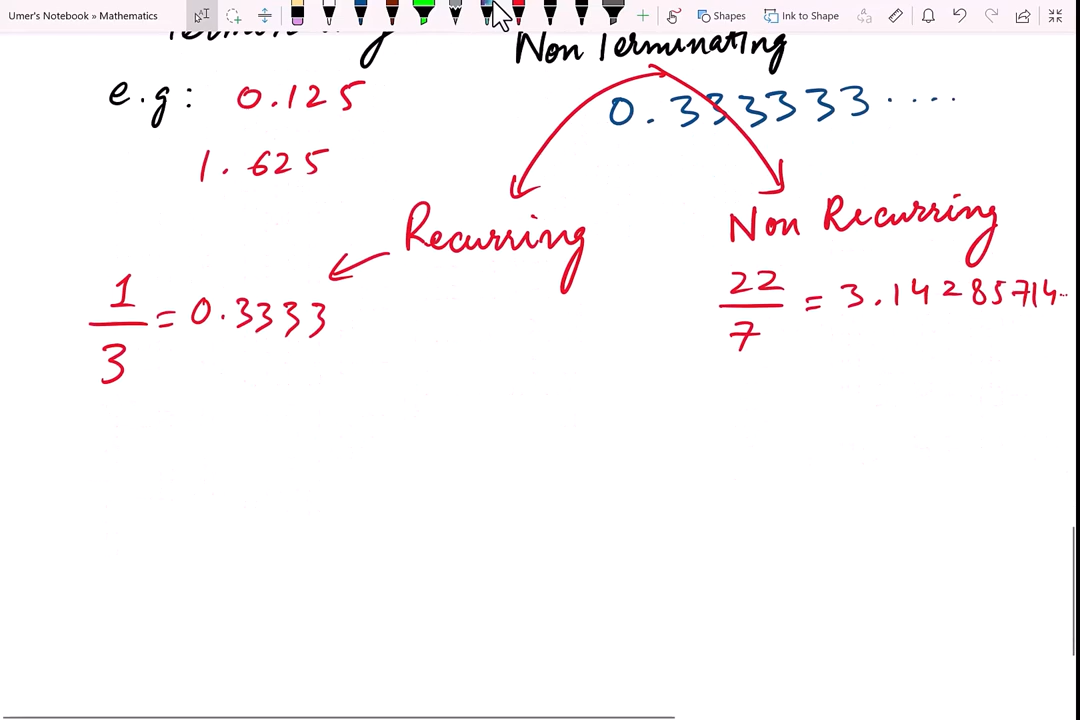 Umer's Notebook » Mathematics
Shapes
Ink to Shape
Non Terminating
e.g: 0.125
0.333333....
1.625
Recurring
Non Recurring
1/3 = 0.3333
22/7 = 3.14285714..